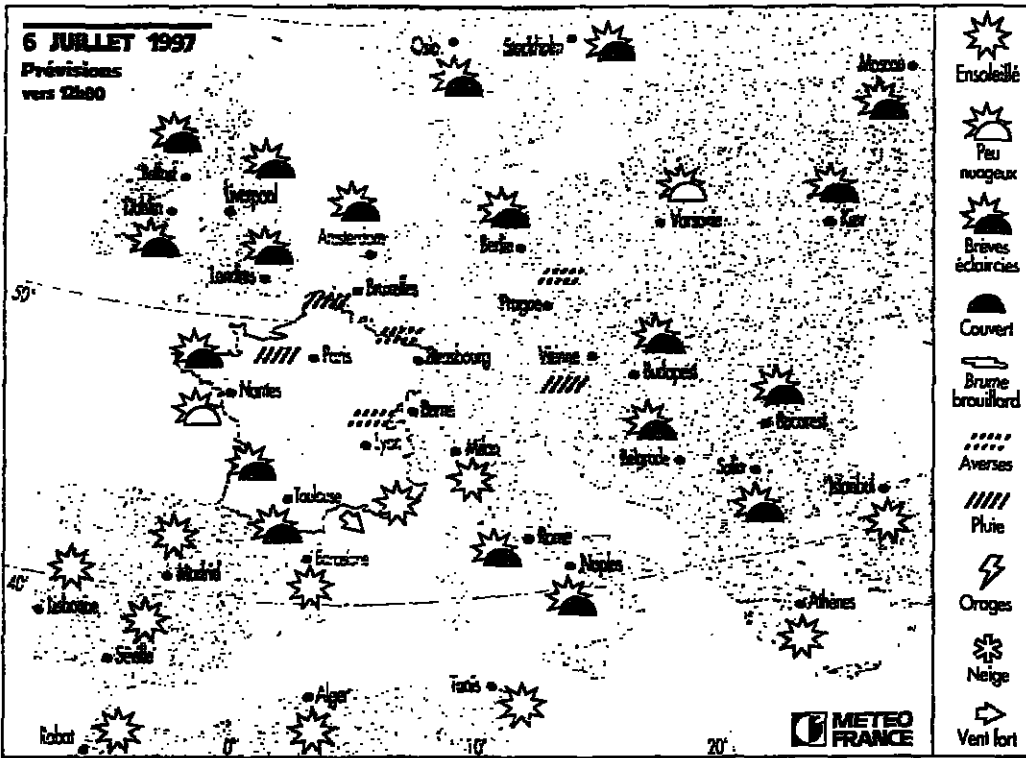 6 JUILLET 1997
Prévisions
vers 12h00
Oslo
Stockholm
Moscou
Belfast
Liverpool
Dublin
Amsterdam
Berlin
Varsovie
Kiev
Londres
Bruxelles
50°
Prague
Paris
Strasbourg
Vienne
Budapest
Nantes
Berne
Bucarest
Lyon
Milan
Belgrade
Sofia
Istanbul
Toulouse
Rome
Barcelone
Naples
Madrid
40°
Lisbonne
Athènes
Séville
Alger
Tunis
Rabat
0°
10°
20°
METEO
FRANCE
Ensoleillé
Peu
nuageux
Brèves
éclaircies
Couvert
Brume
brouillard
Averses
Pluie
Orages
Neige
Vent fort